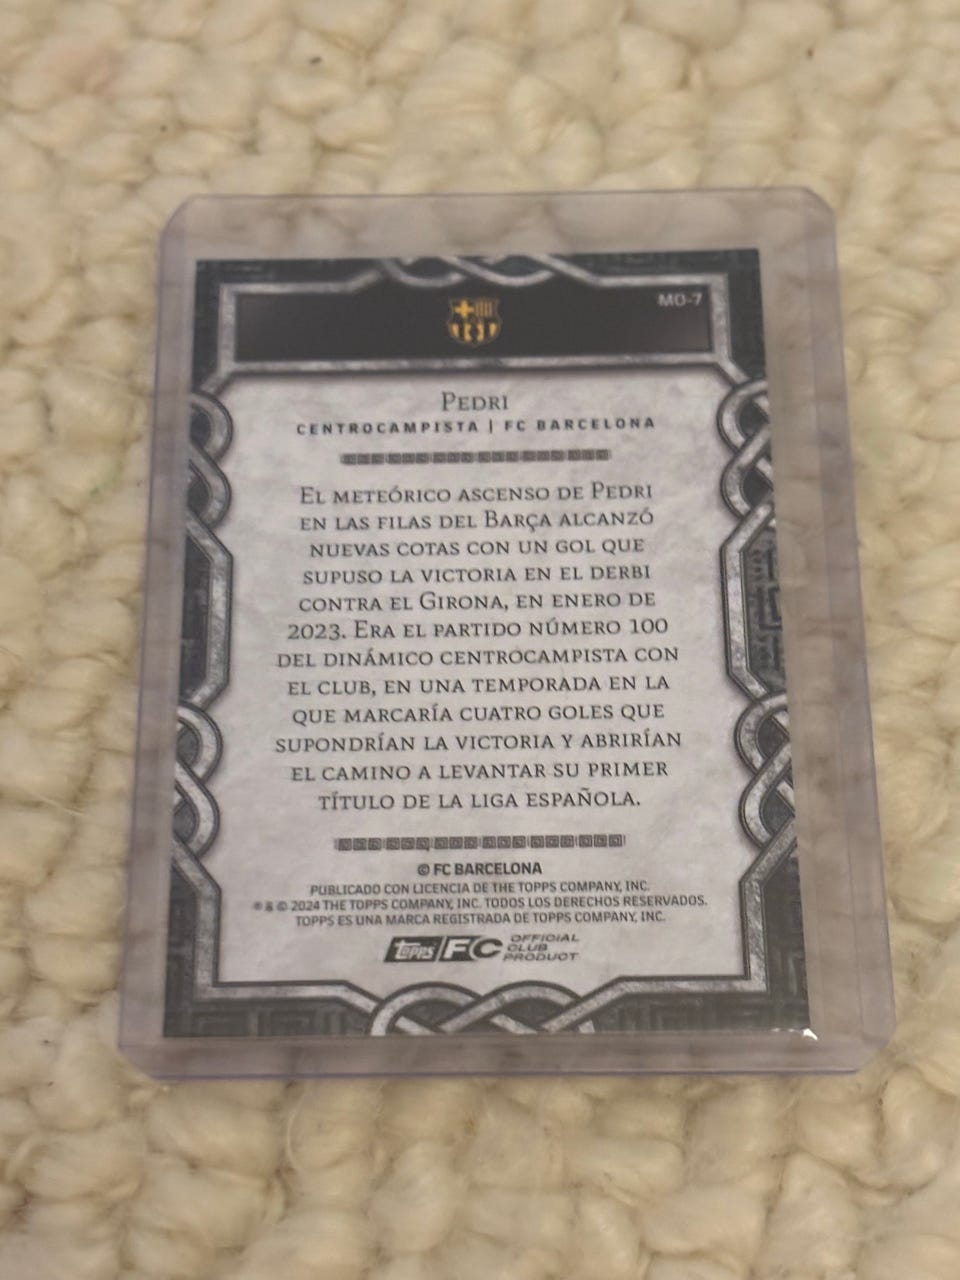 MO-7
PEDRI
CENTROCAMPISTA | FC BARCELONA
EL METEÓRICO ASCENSO DE PEDRI
EN LAS FILAS DEL BARÇA ALCANZÓ
NUEVAS COTAS CON UN GOL QUE
SUPUSO LA VICTORIA EN EL DERBI
CONTRA EL GIRONA, EN ENERO DE
2023. ERA EL PARTIDO NÚMERO 100
DEL DINÁMICO CENTROCAMPISTA CON
EL CLUB, EN UNA TEMPORADA EN LA
QUE MARCARÍA CUATRO GOLES QUE
SUPONDRÍAN LA VICTORIA Y ABRIRÍAN
EL CAMINO A LEVANTAR SU PRIMER
TÍTULO DE LA LIGA ESPAÑOLA.
© FC BARCELONA
PUBLICADO CON LICENCIA DE THE TOPPS COMPANY, INC.
® & © 2024 THE TOPPS COMPANY, INC. TODOS LOS DERECHOS RESERVADOS.
TOPPS ES UNA MARCA REGISTRADA DE TOPPS COMPANY, INC.
Topps FC OFFICIAL
CLUB
PRODUCT